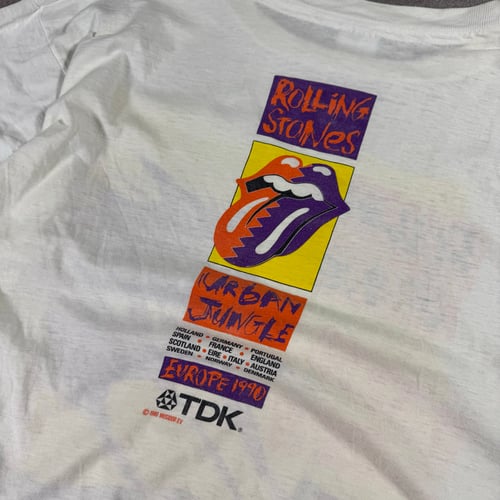 ROLLING
STONES
URBAN
JUNGLE
HOLLAND • GERMANY • PORTUGAL
SPAIN • FRANCE • ENGLAND
SCOTLAND • EIRE • ITALY • AUSTRIA
SWEDEN • NORWAY • DENMARK
EUROPE 1990
TDK®